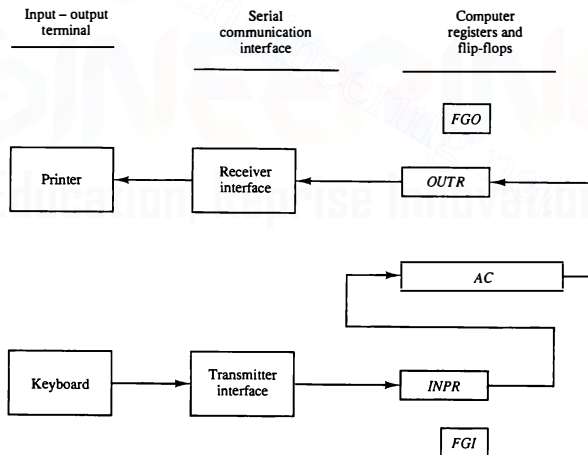 Input – output
terminal
Serial
communication
interface
Computer
registers and
flip-flops
FGO
Printer
Receiver
interface
OUTR
AC
Keyboard
Transmitter
interface
INPR
FGI